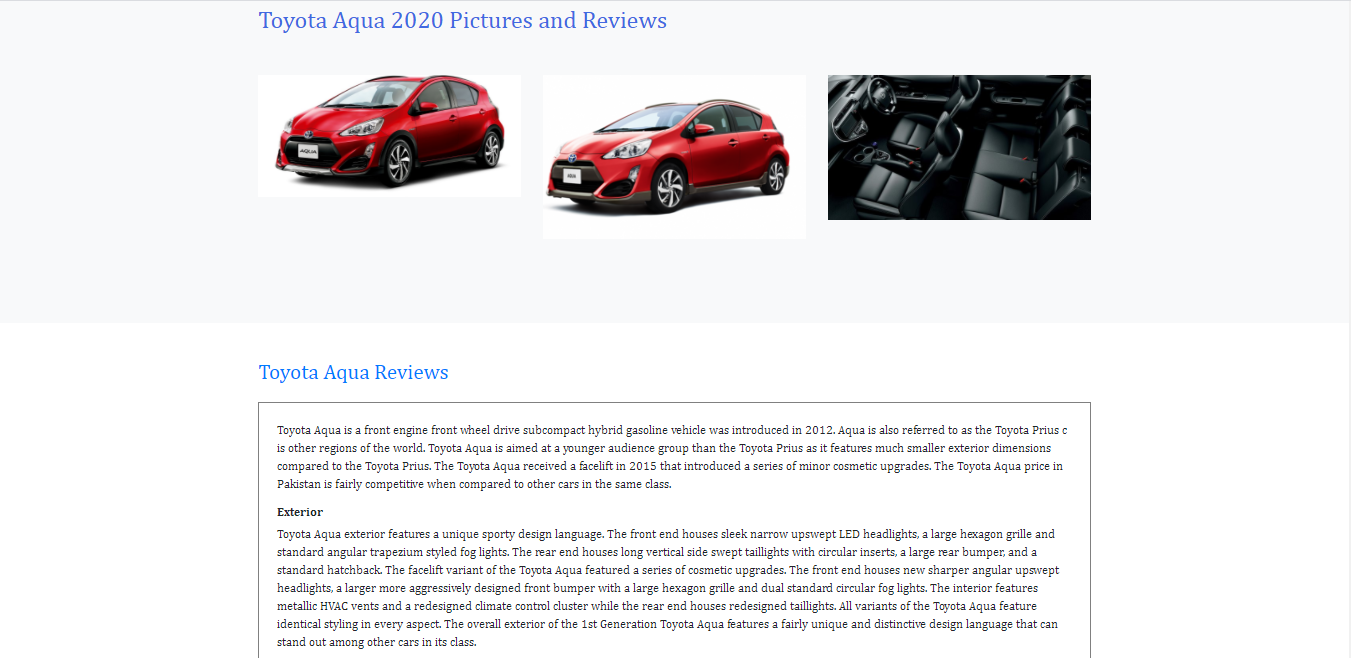 Toyota Aqua 2020 Pictures and Reviews
AQUA
AQUA
Toyota Aqua Reviews
Toyota Aqua is a front engine front wheel drive subcompact hybrid gasoline vehicle was introduced in 2012. Aqua is also referred to as the Toyota Prius c
is other regions of the world. Toyota Aqua is aimed at a younger audience group than the Toyota Prius as it features much smaller exterior dimensions
compared to the Toyota Prius. The Toyota Aqua received a facelift in 2015 that introduced a series of minor cosmetic upgrades. The Toyota Aqua price in
Pakistan is fairly competitive when compared to other cars in the same class.
Exterior
Toyota Aqua exterior features a unique sporty design language. The front end houses sleek narrow upswept LED headlights, a large hexagon grille and
standard angular trapezium styled fog lights. The rear end houses long vertical side swept taillights with circular inserts, a large rear bumper, and a
standard hatchback. The facelift variant of the Toyota Aqua featured a series of cosmetic upgrades. The front end houses new sharper angular upswept
headlights, a larger more aggressively designed front bumper with a large hexagon grille and dual standard circular fog lights. The interior features
metallic HVAC vents and a redesigned climate control cluster while the rear end houses redesigned taillights. All variants of the Toyota Aqua feature
identical styling in every aspect. The overall exterior of the 1st Generation Toyota Aqua features a fairly unique and distinctive design language that can
stand out among other cars in its class.